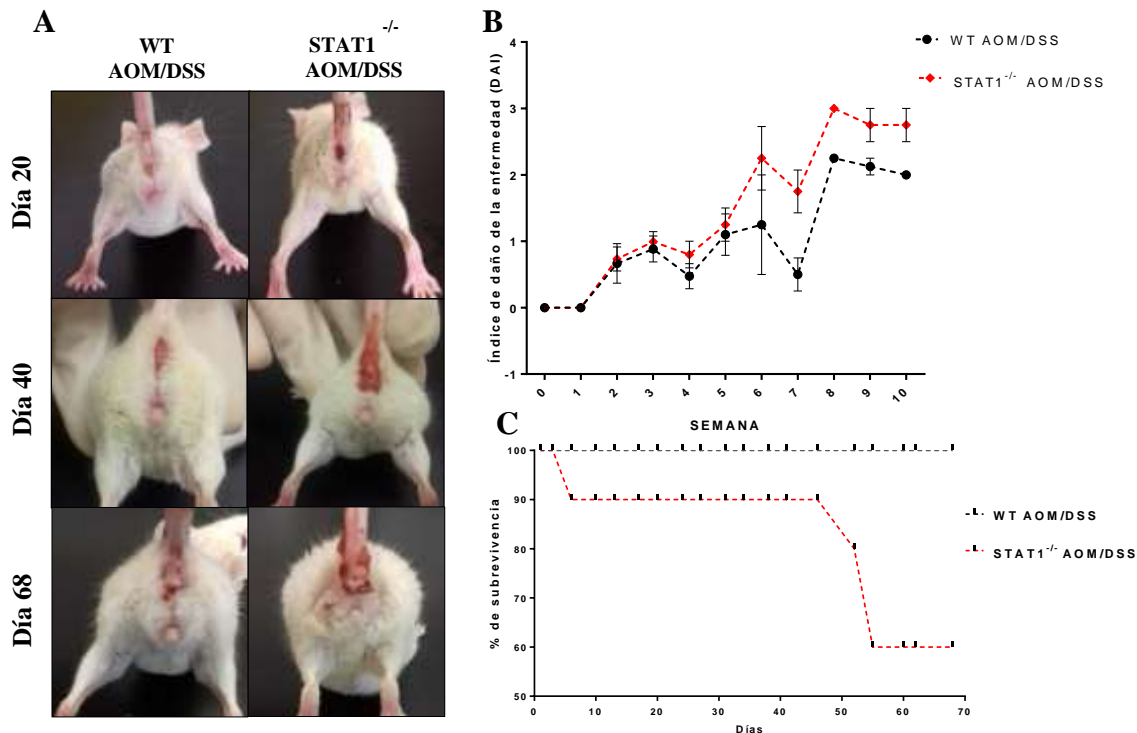 A
WT
AOM/DSS
STAT1-/-
AOM/DSS
Día 20
Día 40
Día 68
B
WT AOM/DSS
STAT1-/- AOM/DSS
Índice de daño de la enfermedad (DAI)
4
3
2
1
0
-1
0 1 2 3 4 5 6 7 8 9 10
SEMANA
C
WT AOM/DSS
STAT1-/- AOM/DSS
% de subrevivencia
100
90
80
70
60
50
0 10 20 30 40 50 60 70
Días